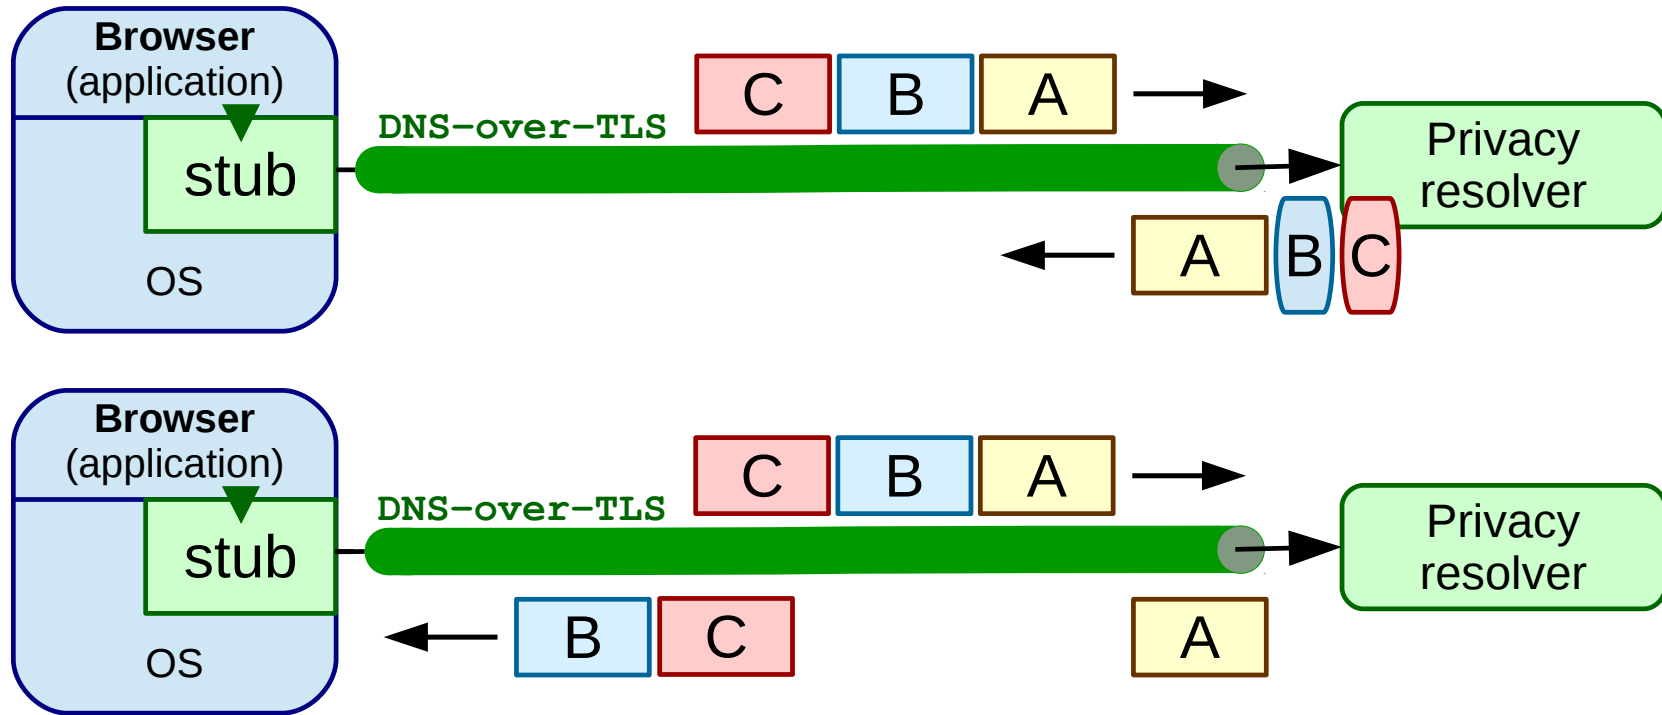 Browser
(application)
C B A
DNS-over-TLS
stub
Privacy
resolver
A B C
OS
Browser
(application)
C B A
DNS-over-TLS
stub
Privacy
resolver
B C A
OS